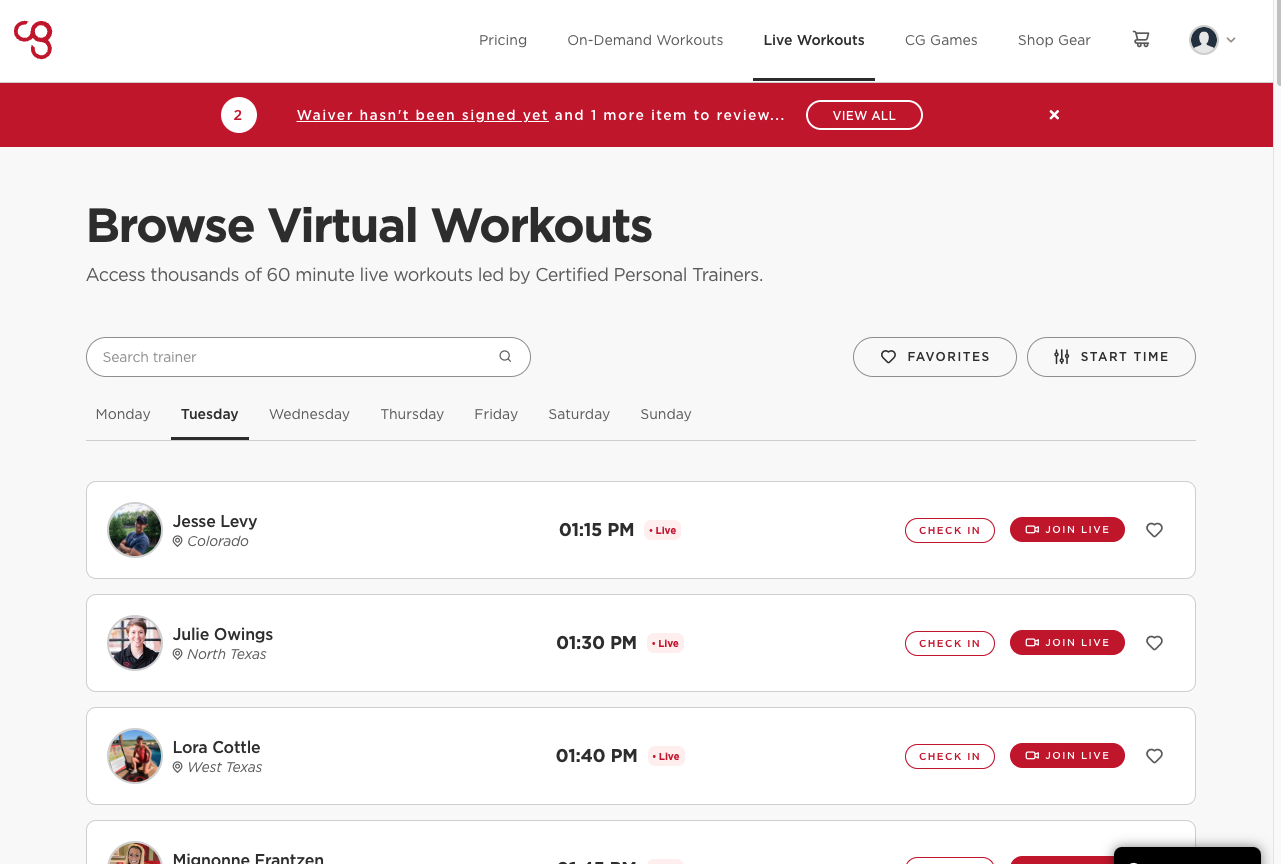 Pricing
On-Demand Workouts
Live Workouts
CG Games
Shop Gear
2
Waiver hasn't been signed yet and 1 more item to review...
VIEW ALL
Browse Virtual Workouts
Access thousands of 60 minute live workouts led by Certified Personal Trainers.
Search trainer
FAVORITES
START TIME
Monday
Tuesday
Wednesday
Thursday
Friday
Saturday
Sunday
Jesse Levy
Colorado
01:15 PM
• Live
CHECK IN
JOIN LIVE
Julie Owings
North Texas
01:30 PM
• Live
CHECK IN
JOIN LIVE
Lora Cottle
West Texas
01:40 PM
• Live
CHECK IN
JOIN LIVE
Mignonne Frantzen
01:45 PM